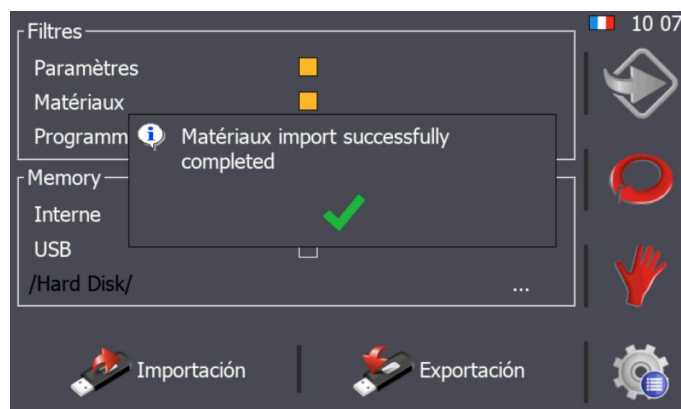 10 07
Filtres
Paramètres
Matériaux
Programm
Matériaux import successfully
completed
Memory
Interne
USB
/Hard Disk/
...
Importación
Exportación